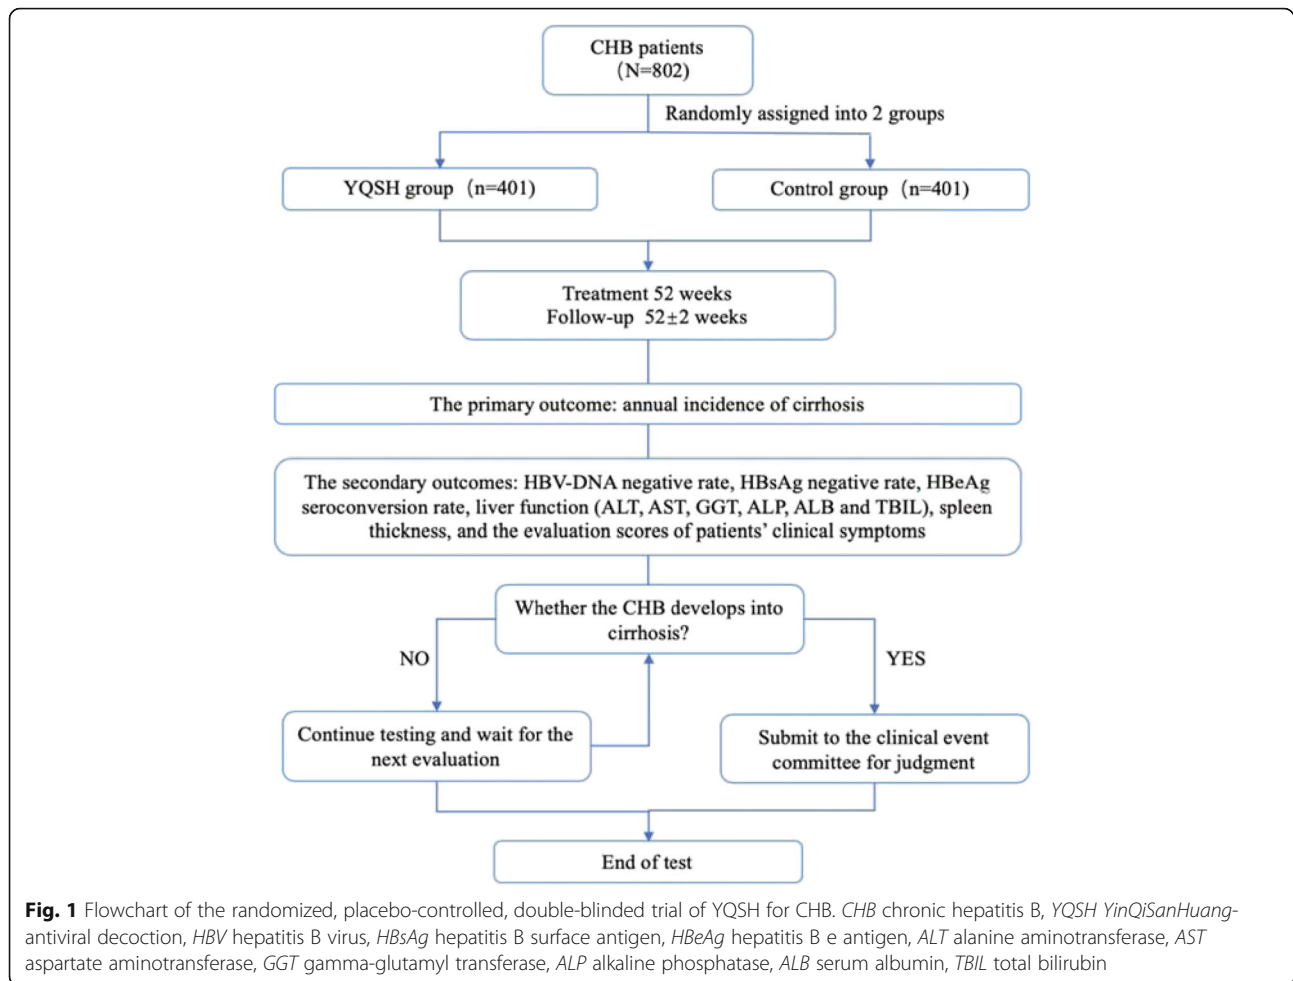 CHB patients
(N=802)
Randomly assigned into 2 groups
YQSH group (n=401)
Control group (n=401)
Treatment 52 weeks
Follow-up 52±2 weeks
The primary outcome: annual incidence of cirrhosis
The secondary outcomes: HBV-DNA negative rate, HBsAg negative rate, HBeAg
seroconversion rate, liver function (ALT, AST, GGT, ALP, ALB and TBIL), spleen
thickness, and the evaluation scores of patients' clinical symptoms
Whether the CHB develops into
cirrhosis?
NO
YES
Continue testing and wait for the
next evaluation
Submit to the clinical event
committee for judgment
End of test
Fig. 1 Flowchart of the randomized, placebo-controlled, double-blinded trial of YQSH for CHB. CHB chronic hepatitis B, YQSH YinQiSanHuang-
antiviral decoction, HBV hepatitis B virus, HBsAg hepatitis B surface antigen, HBeAg hepatitis B e antigen, ALT alanine aminotransferase, AST
aspartate aminotransferase, GGT gamma-glutamyl transferase, ALP alkaline phosphatase, ALB serum albumin, TBIL total bilirubin